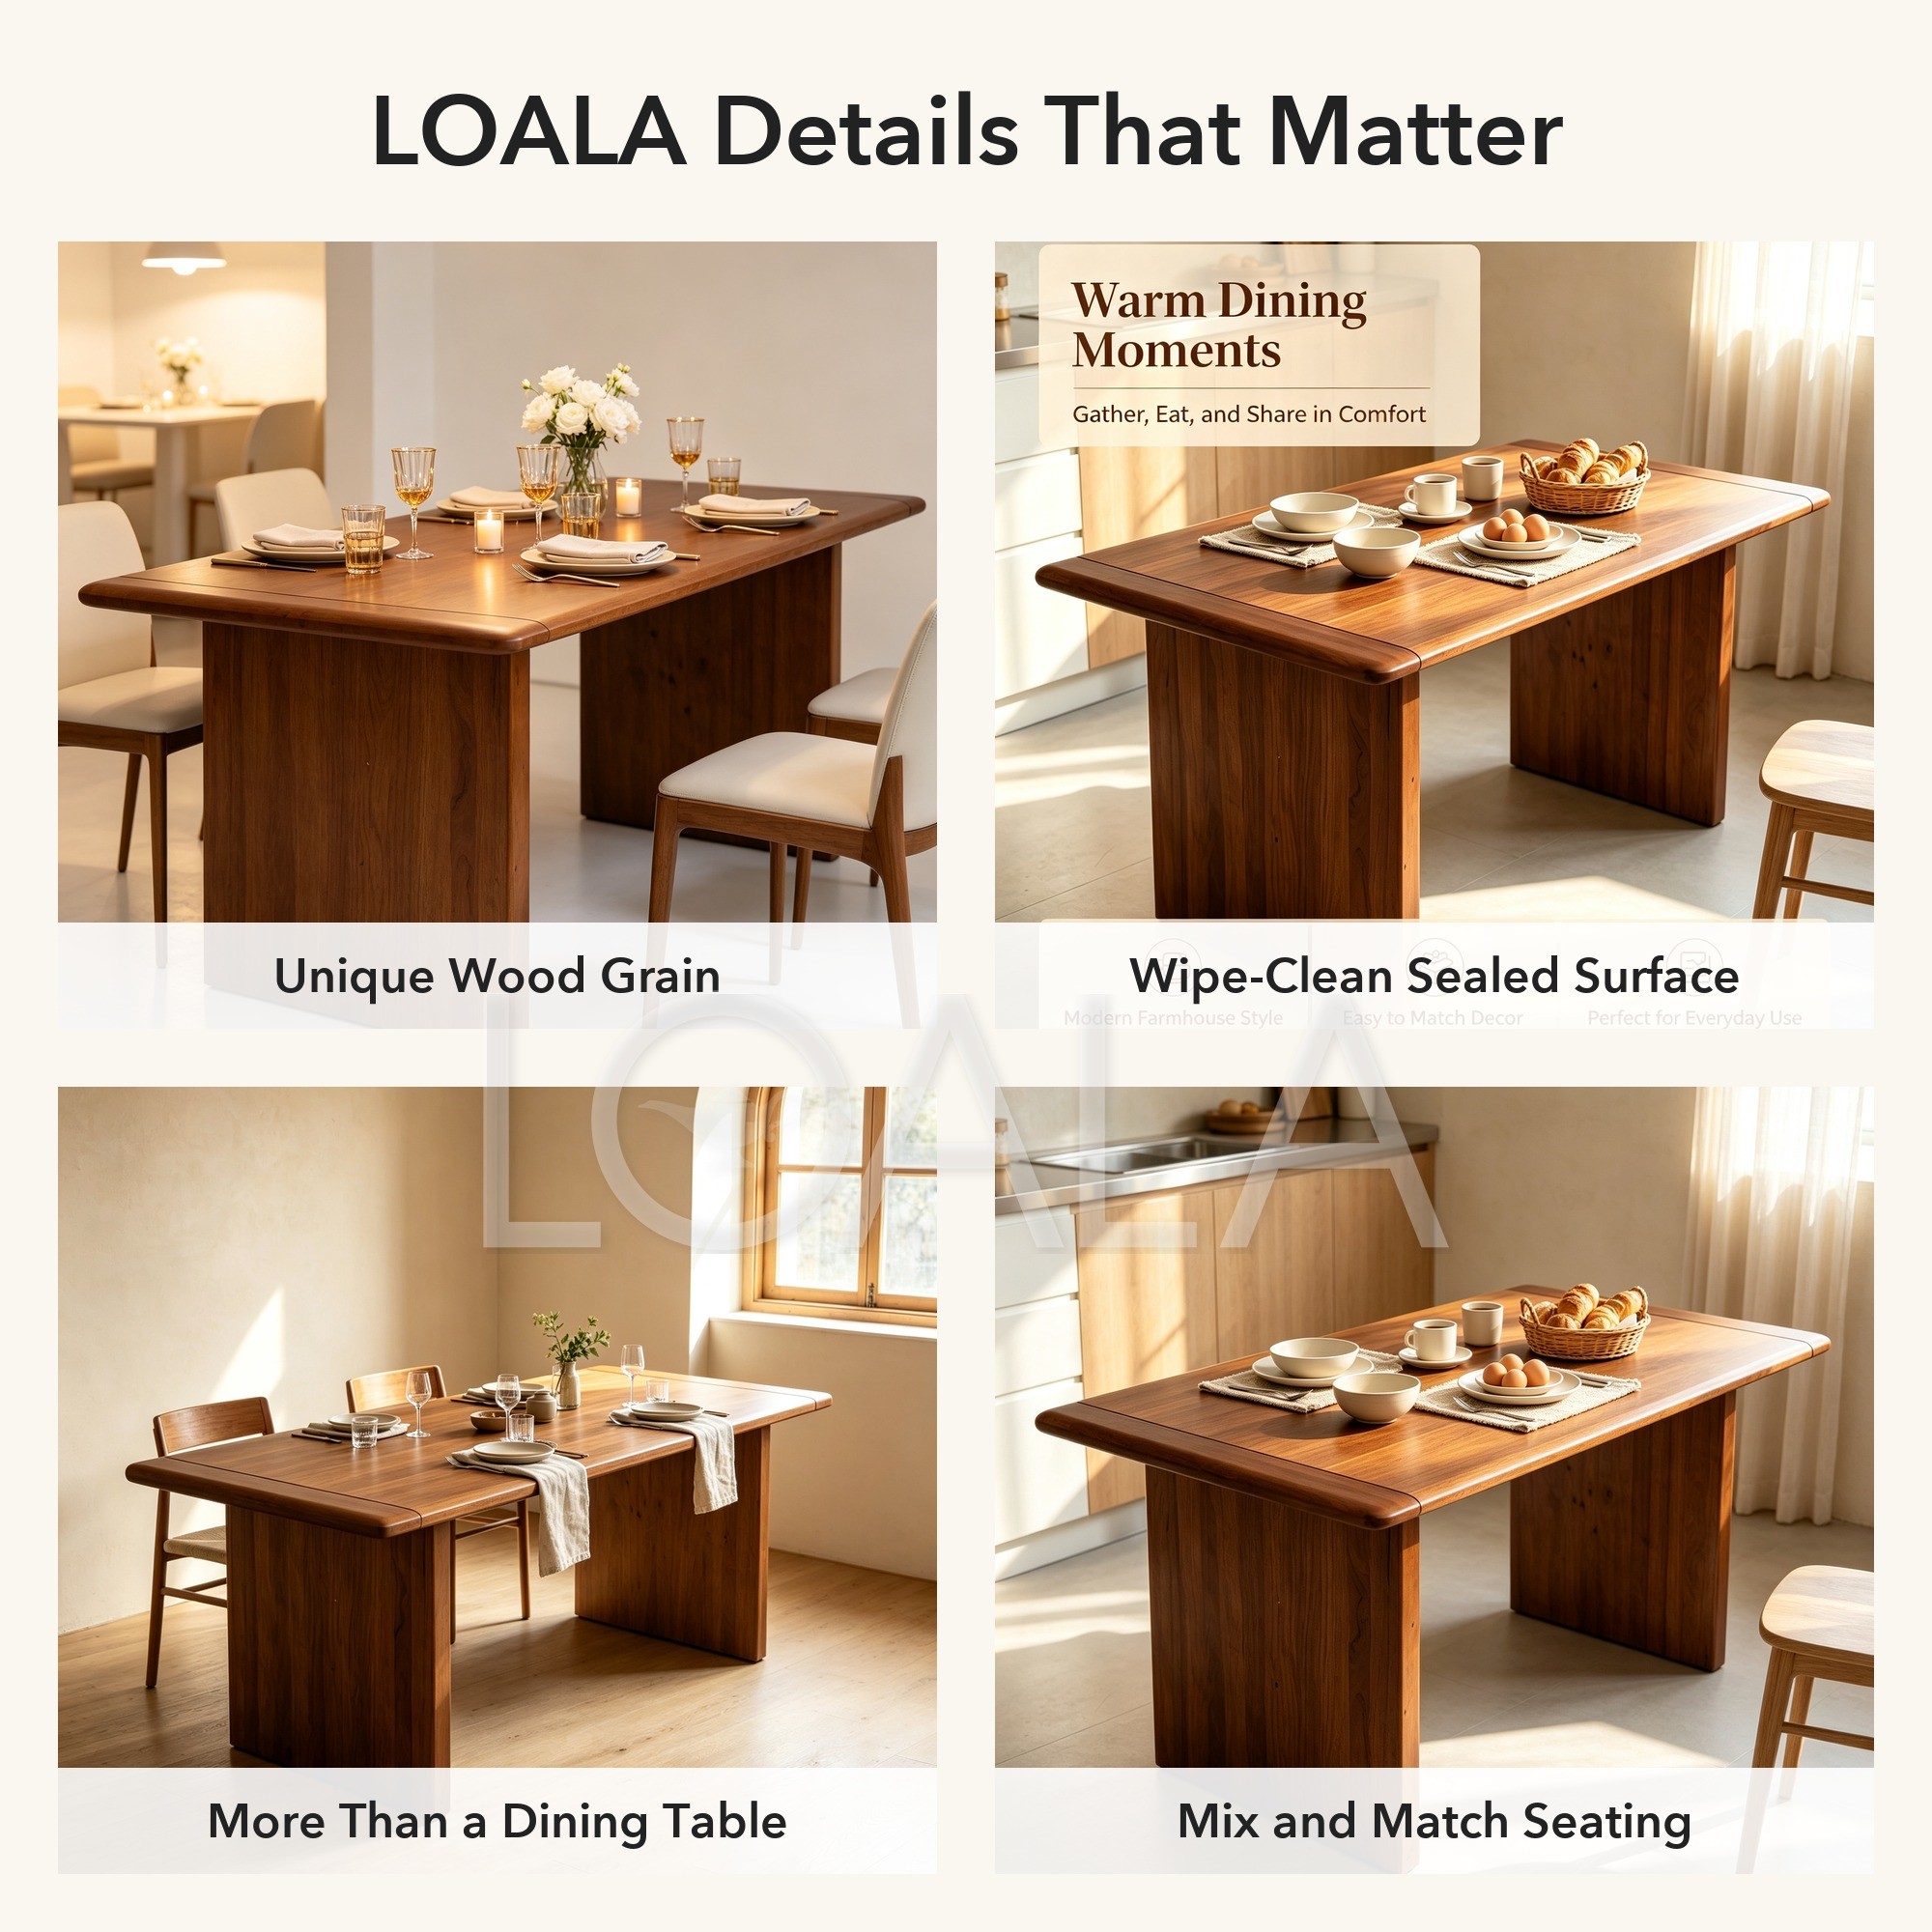 LOALA Details That Matter
Warm Dining
Moments
Gather, Eat, and Share in Comfort
Unique Wood Grain
Wipe-Clean Sealed Surface
Modern Farmhouse Style
Easy to Match Decor
Perfect for Everyday Use
LOALA
More Than a Dining Table
Mix and Match Seating